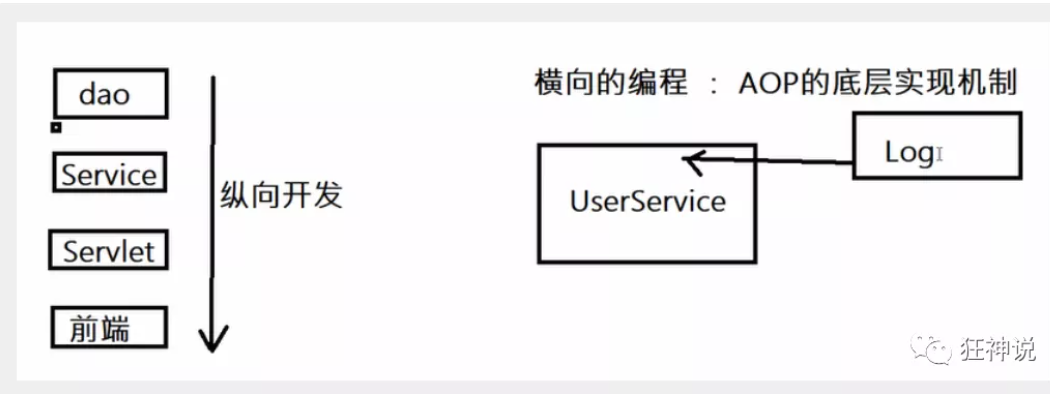 dao
Service
Servlet
前端
纵向开发
横向的编程 : AOP的底层实现机制
UserService
Log
狂神说